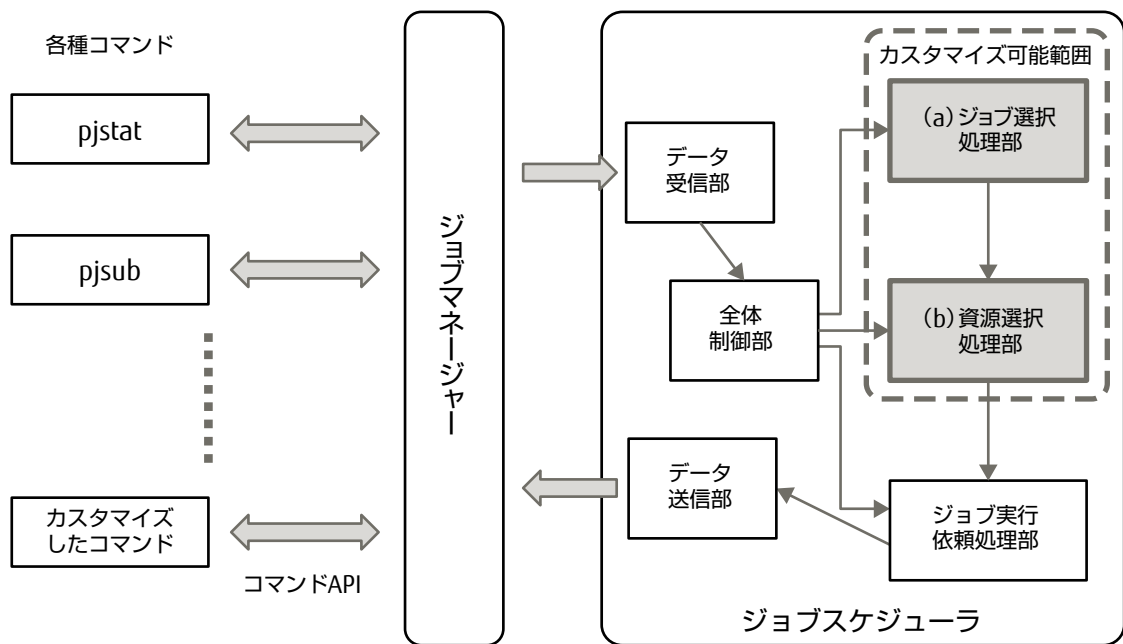 各種コマンド
pjstat
pjsub
カスタマイズ
したコマンド
コマンドAPI
ジョブマネージャー
データ
受信部
全体
制御部
データ
送信部
カスタマイズ可能範囲
(a)ジョブ選択
処理部
(b)資源選択
処理部
ジョブ実行
依頼処理部
ジョブスケジューラ